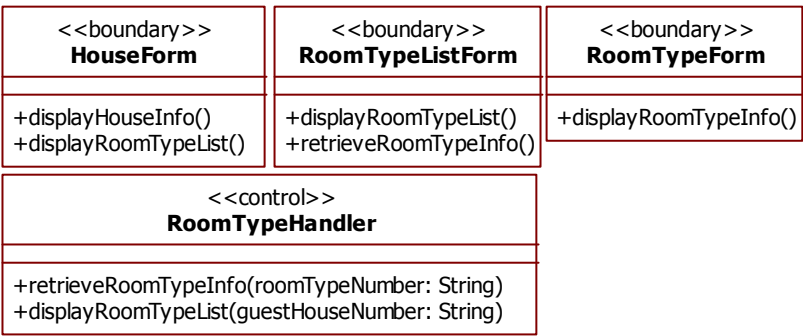 <<boundary>>
HouseForm
+displayHouseInfo()
+displayRoomTypeList()
<<boundary>>
RoomTypeListForm
+displayRoomTypeList()
+retrieveRoomTypeInfo()
<<boundary>>
RoomTypeForm
+displayRoomTypeInfo()
<<control>>
RoomTypeHandler
+retrieveRoomTypeInfo(roomTypeNumber: String)
+displayRoomTypeList(guestHouseNumber: String)